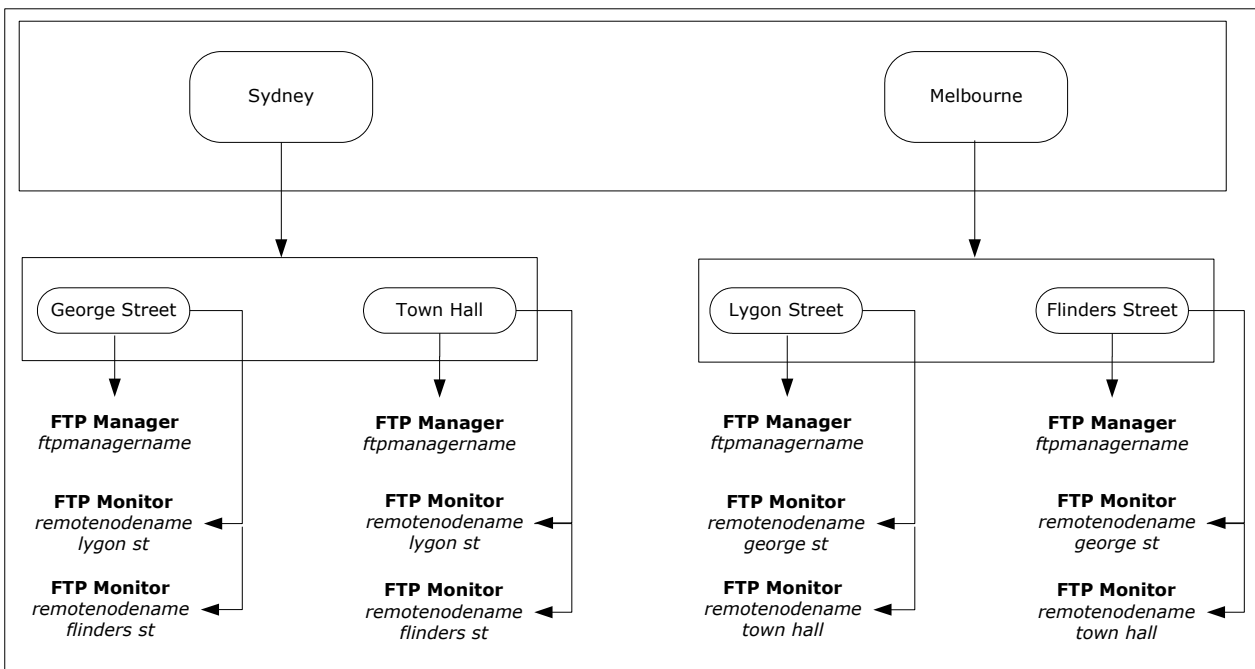 Sydney
Melbourne
George Street
Town Hall
Lygon Street
Flinders Street
FTP Manager
ftpmanagername
FTP Manager
ftpmanagername
FTP Manager
ftpmanagername
FTP Manager
ftpmanagername
FTP Monitor
remotenodename
lygon st
FTP Monitor
remotenodename
lygon st
FTP Monitor
remotenodename
george st
FTP Monitor
remotenodename
george st
FTP Monitor
remotenodename
flinders st
FTP Monitor
remotenodename
flinders st
FTP Monitor
remotenodename
town hall
FTP Monitor
remotenodename
town hall